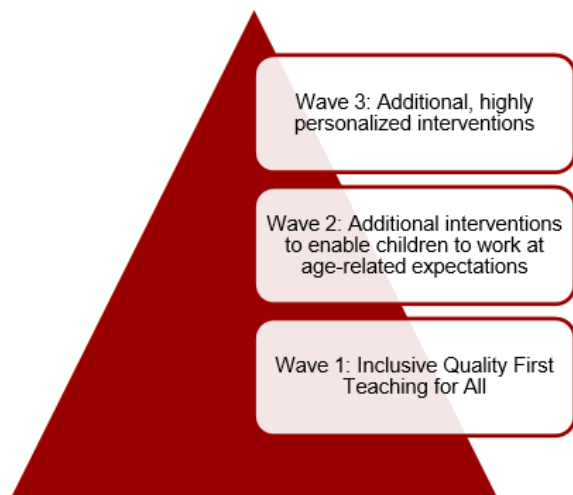 Wave 3: Additional, highly
personalized interventions
Wave 2: Additional interventions
to enable children to work at
age-related expectations
Wave 1: Inclusive Quality First
Teaching for All